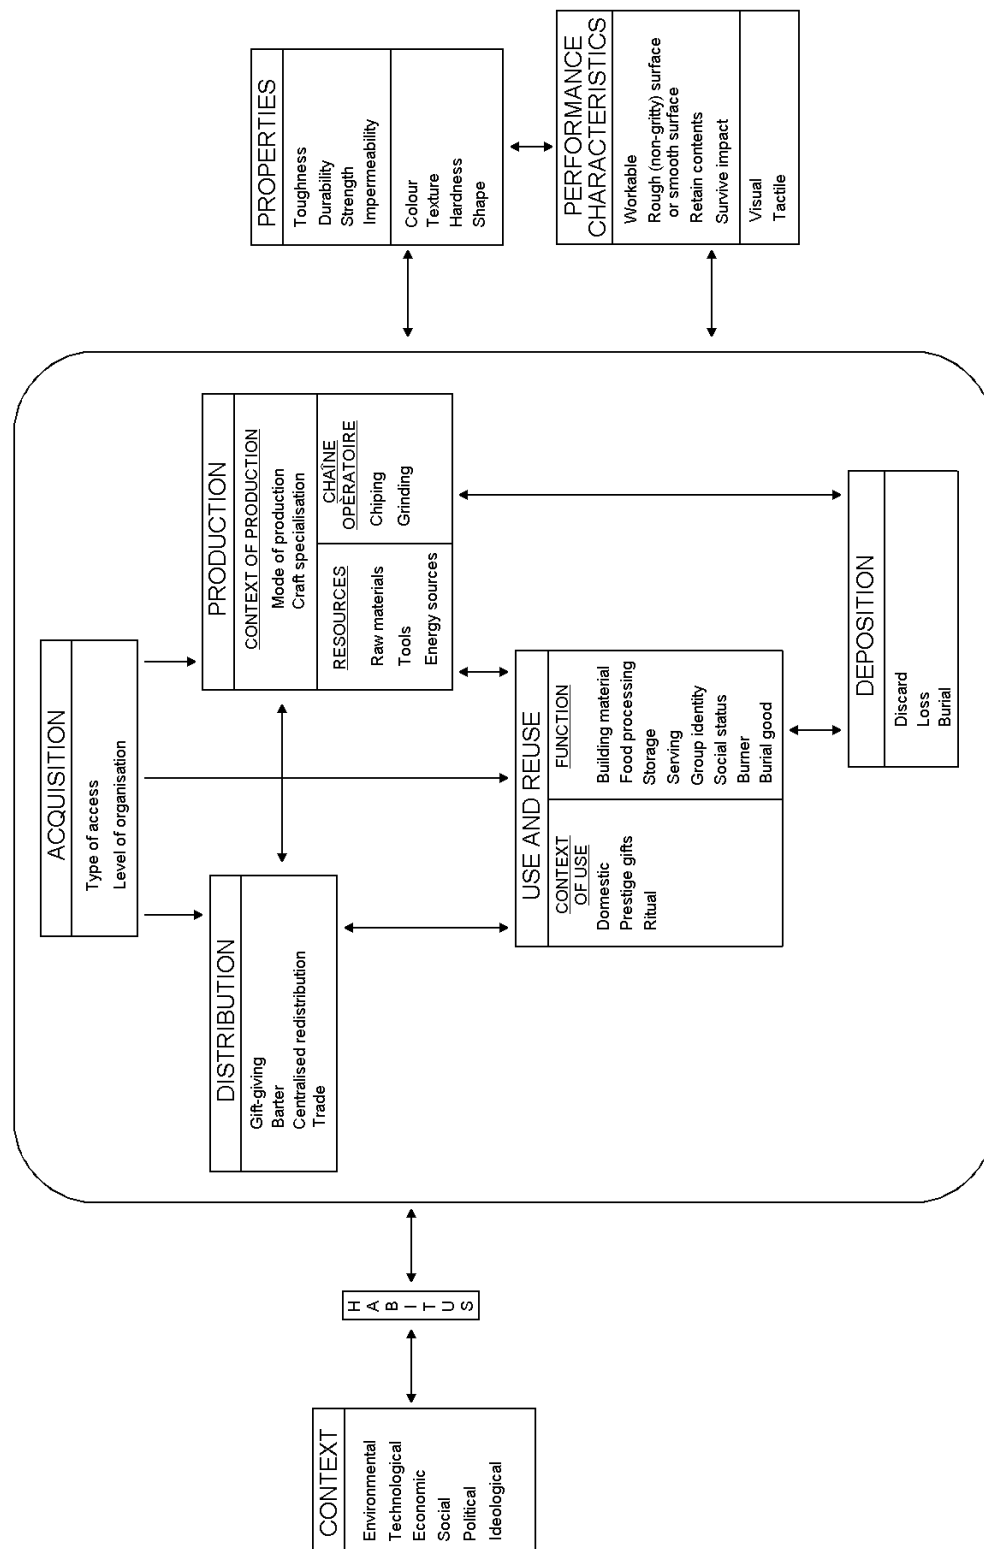 CONTEXT
Environmental
Technological
Economic
Social
Political
Ideological
H
A
B
I
T
U
S
ACQUISITION
Type of access
Level of organisation
DISTRIBUTION
Gift-giving
Barter
Centralised redistribution
Trade
PRODUCTION
CONTEXT OF PRODUCTION
Mode of production
Craft specialisation
RESOURCES
Raw materials
Tools
Energy sources
CHAÎNE
OPÈRATOIRE
Chiping
Grinding
USE AND REUSE
CONTEXT
OF USE
Domestic
Prestige gifts
Ritual
FUNCTION
Building material
Food processing
Storage
Serving
Group identity
Social status
Burner
Burial good
DEPOSITION
Discard
Loss
Burial
PROPERTIES
Toughness
Durability
Strength
Impermeability
Colour
Texture
Hardness
Shape
PERFORMANCE
CHARACTERISTICS
Workable
Rough (non-gritty) surface
or smooth surface
Retain contents
Survive impact
Visual
Tactile